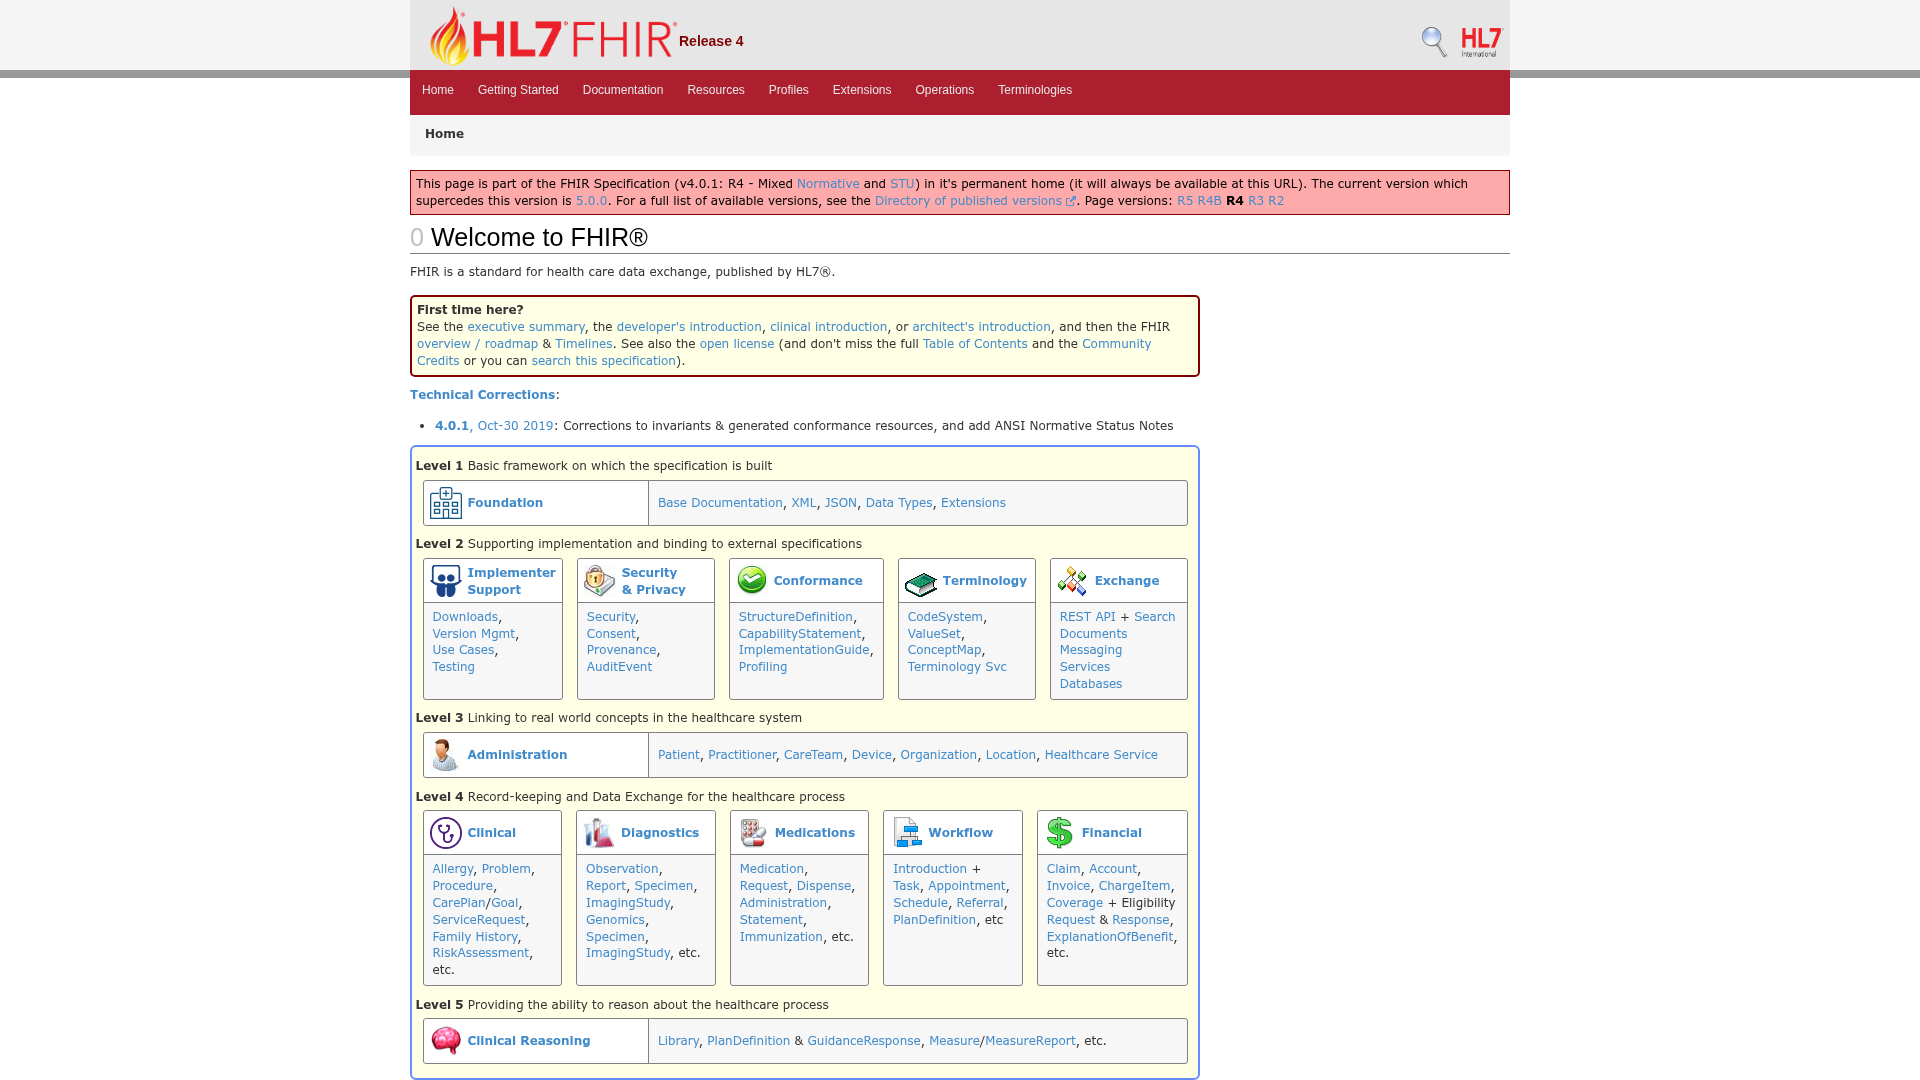 HL7® FHIR® Release 4
HL7
International
Home Getting Started Documentation Resources Profiles Extensions Operations Terminologies
Home
This page is part of the FHIR Specification (v4.0.1: R4 - Mixed Normative and STU) in it's permanent home (it will always be available at this URL). The current version which
supercedes this version is 5.0.0. For a full list of available versions, see the Directory of published versions. Page versions: R5 R4B R4 R3 R2
0 Welcome to FHIR®
FHIR is a standard for health care data exchange, published by HL7®.
First time here?
See the executive summary, the developer's introduction, clinical introduction, or architect's introduction, and then the FHIR
overview / roadmap & Timelines. See also the open license (and don't miss the full Table of Contents and the Community
Credits or you can search this specification).
Technical Corrections:
• 4.0.1, Oct-30 2019: Corrections to invariants & generated conformance resources, and add ANSI Normative Status Notes
Level 1 Basic framework on which the specification is built
Foundation
Base Documentation, XML, JSON, Data Types, Extensions
Level 2 Supporting implementation and binding to external specifications
Implementer
Support
Downloads,
Version Mgmt,
Use Cases,
Testing
Security
& Privacy
Security,
Consent,
Provenance,
AuditEvent
Conformance
StructureDefinition,
CapabilityStatement,
ImplementationGuide,
Profiling
Terminology
CodeSystem,
ValueSet,
ConceptMap,
Terminology Svc
Exchange
REST API + Search
Documents
Messaging
Services
Databases
Level 3 Linking to real world concepts in the healthcare system
Administration
Patient, Practitioner, CareTeam, Device, Organization, Location, Healthcare Service
Level 4 Record-keeping and Data Exchange for the healthcare process
Clinical
Allergy, Problem,
Procedure,
CarePlan/Goal,
ServiceRequest,
Family History,
RiskAssessment,
etc.
Diagnostics
Observation,
Report, Specimen,
ImagingStudy,
Genomics,
Specimen,
ImagingStudy, etc.
Medications
Medication,
Request, Dispense,
Administration,
Statement,
Immunization, etc.
Workflow
Introduction +
Task, Appointment,
Schedule, Referral,
PlanDefinition, etc
Financial
Claim, Account,
Invoice, ChargeItem,
Coverage + Eligibility
Request & Response,
ExplanationOfBenefit,
etc.
Level 5 Providing the ability to reason about the healthcare process
Clinical Reasoning
Library, PlanDefinition & GuidanceResponse, Measure/MeasureReport, etc.